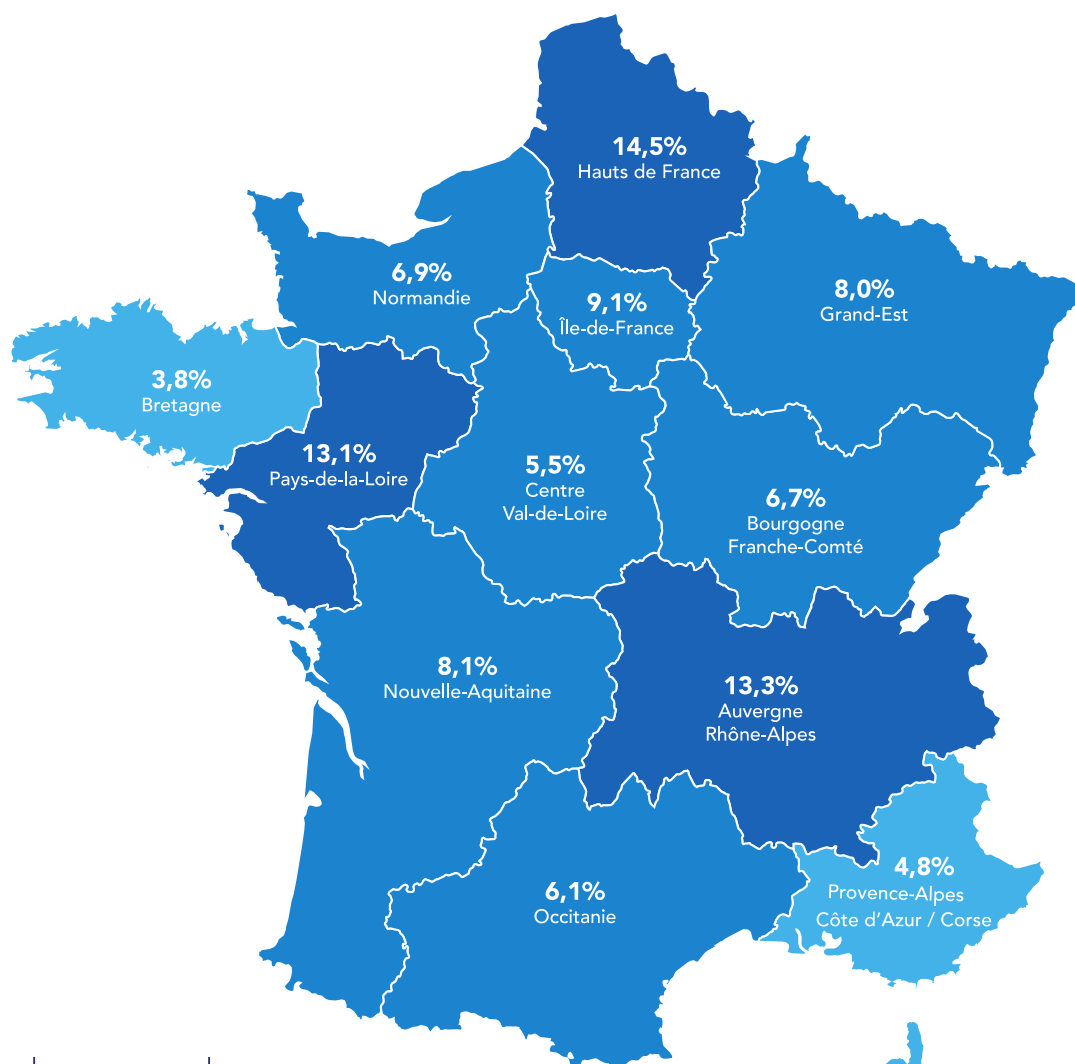 14,5%
Hauts de France
6,9%
Normandie
9,1%
Île-de-France
8,0%
Grand-Est
3,8%
Bretagne
13,1%
Pays-de-la-Loire
5,5%
Centre
Val-de-Loire
6,7%
Bourgogne
Franche-Comté
8,1%
Nouvelle-Aquitaine
13,3%
Auvergne
Rhône-Alpes
4,8%
Provence-Alpes
Côte d'Azur / Corse
6,1%
Occitanie